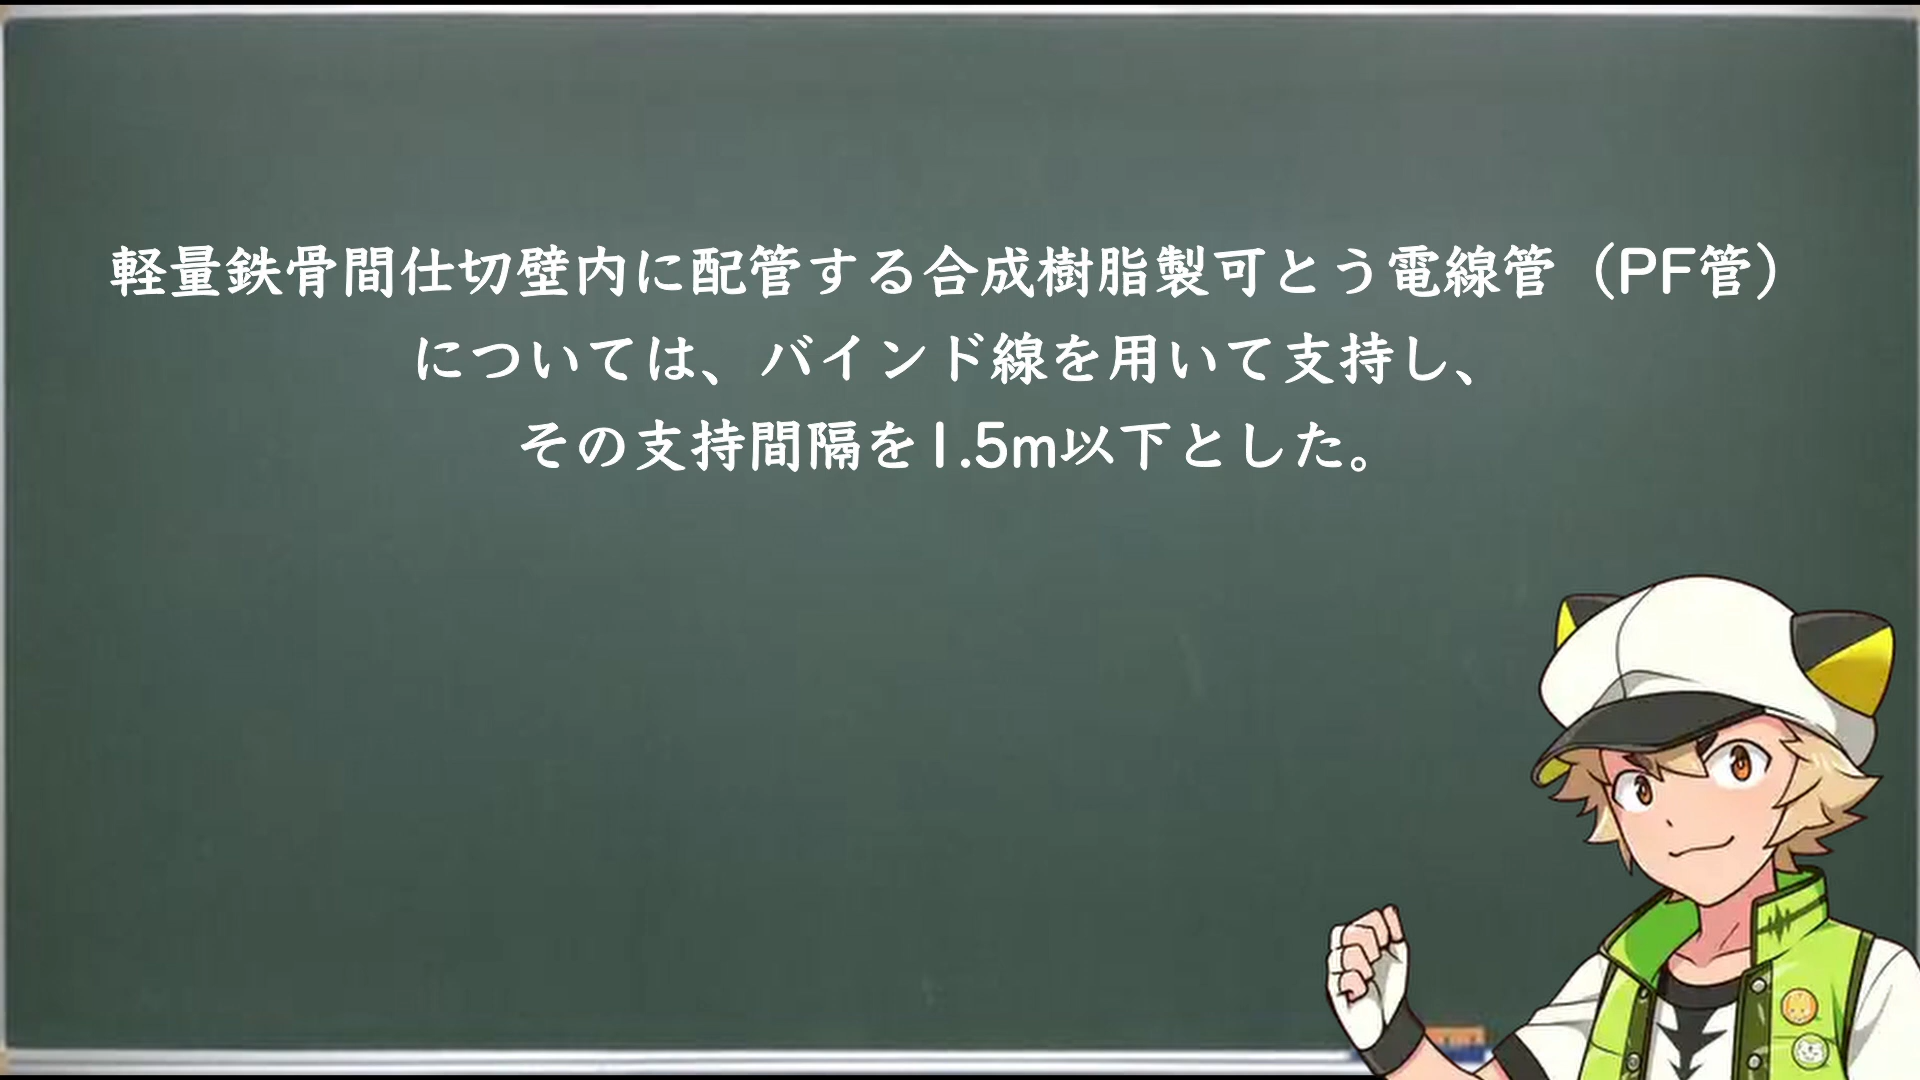 軽量鉄骨間仕切壁内に配管する合成樹脂製可とう電線管（PF管）
については、バインド線を用いて支持し、
その支持間隔を1.5m以下とした。